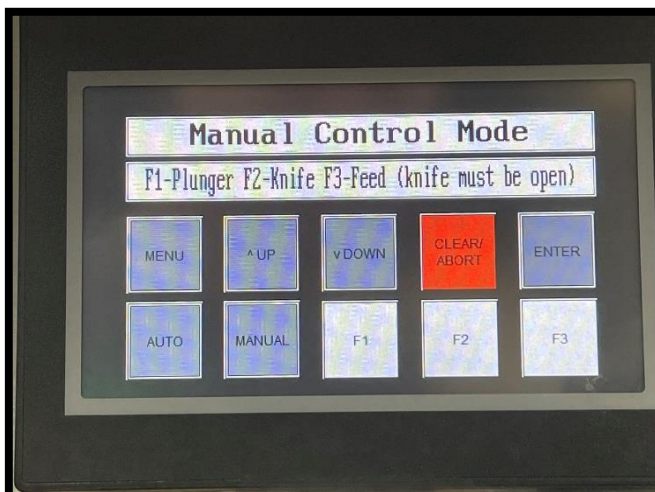 Manual Control Mode
F1-Plunger F2-Knife F3-Feed (knife must be open)
MENU
^ UP
v DOWN
CLEAR/
ABORT
ENTER
AUTO
MANUAL
F1
F2
F3